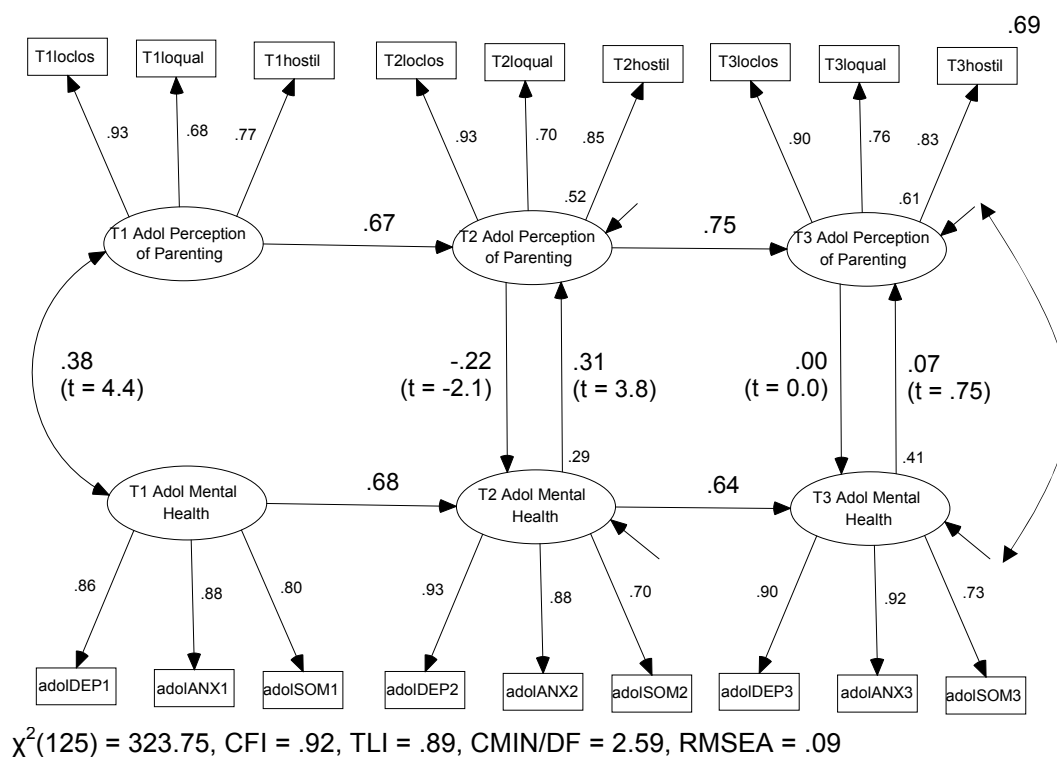 .69
T1loclos T1loqual T1hostil T2loclos T2loqual T2hostil T3loclos T3loqual T3hostil
.93 .68 .77 .93 .70 .85 .90 .76 .83
.52 .61
T1 Adol Perception
of Parenting
.67
T2 Adol Perception
of Parenting
.75
T3 Adol Perception
of Parenting
.38
(t = 4.4)
-.22
(t = -2.1)
.31
(t = 3.8)
.00
(t = 0.0)
.07
(t = .75)
.29 .41
T1 Adol Mental
Health
.68
T2 Adol Mental
Health
.64
T3 Adol Mental
Health
.86 .88 .80 .93 .88 .70 .90 .92 .73
adolDEP1 adolANX1 adolSOM1 adolDEP2 adolANX2 adolSOM2 adolDEP3 adolANX3 adolSOM3
χ²(125) = 323.75, CFI = .92, TLI = .89, CMIN/DF = 2.59, RMSEA = .09